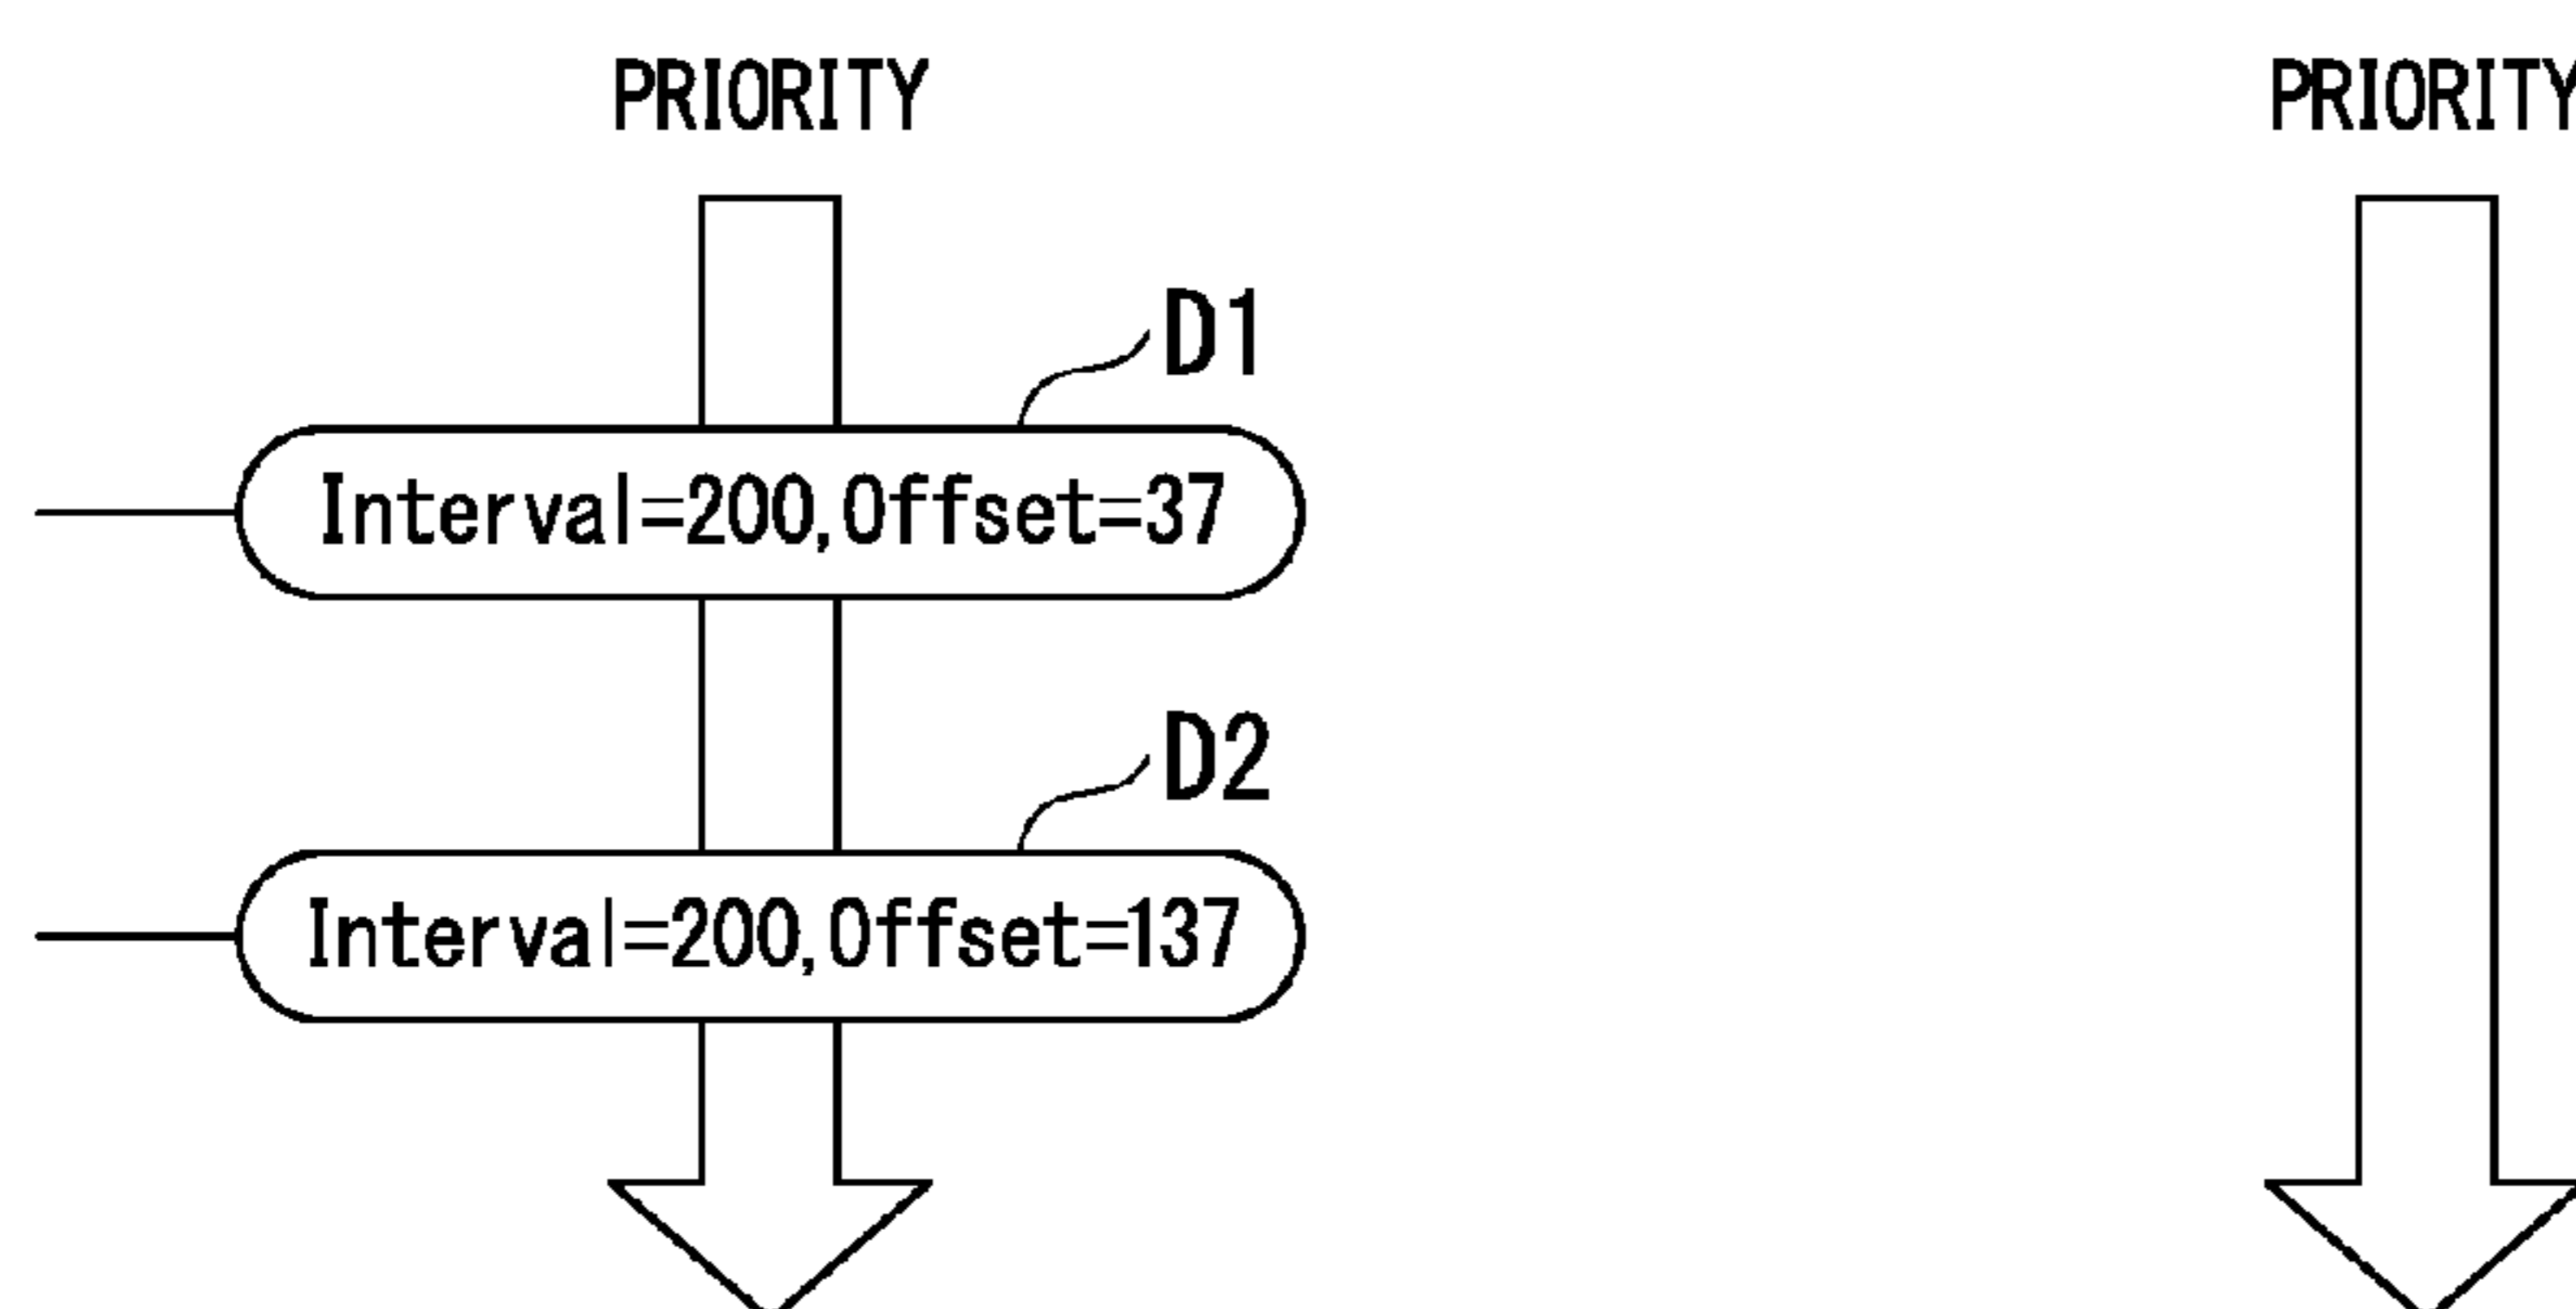 PRIORITY
PRIORITY
D1
Interval=200,Offset=37
D2
Interval=200,Offset=137